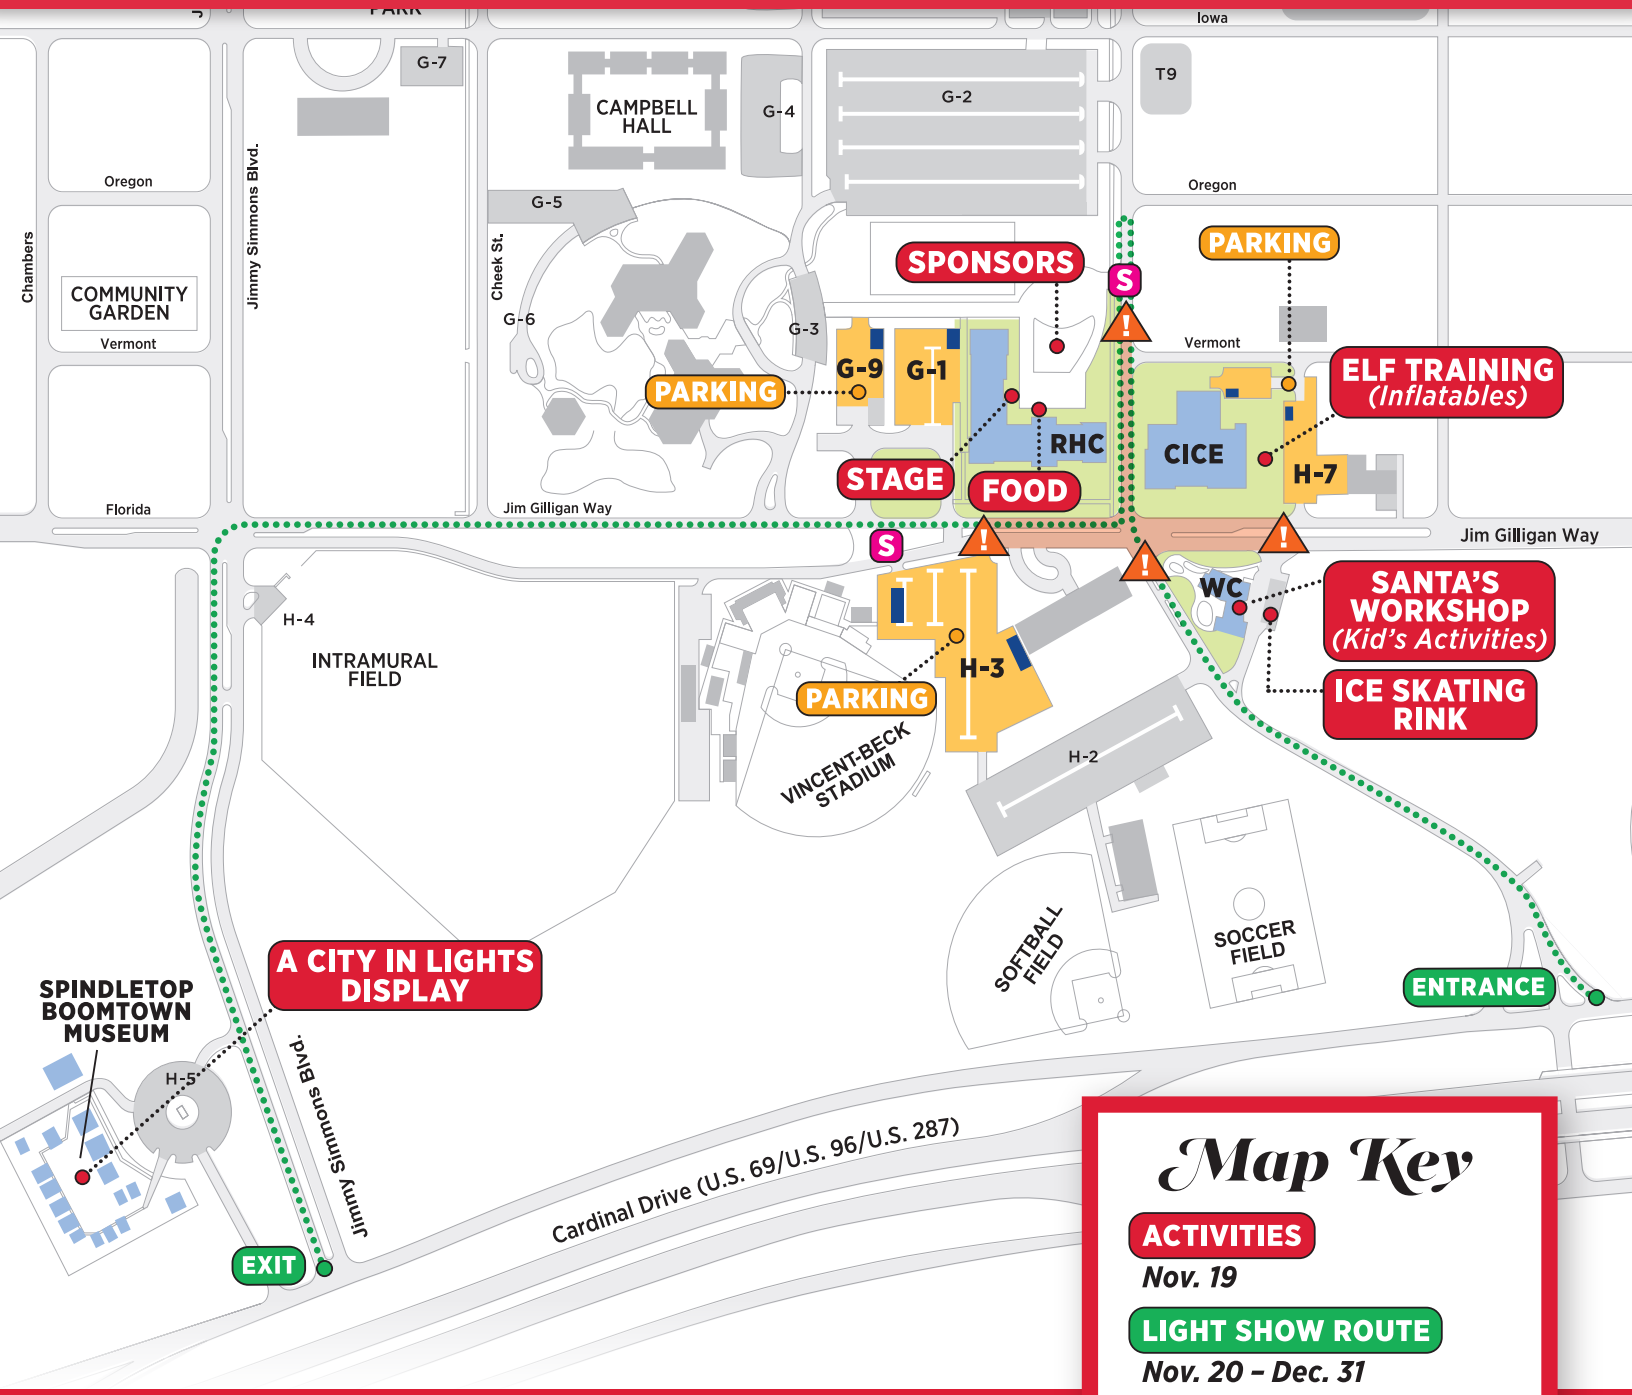 PARK
Iowa
G-7
CAMPBELL
HALL
G-4
G-2
T9
Oregon
Oregon
Jimmy Simmons Blvd.
Chambers
Cheek St.
G-5
COMMUNITY
GARDEN
Vermont
G-6
G-3
SPONSORS
S
!
PARKING
Vermont
PARKING
G-9
G-1
ELF TRAINING
(Inflatables)
RHC
CICE
H-7
STAGE
FOOD
Florida
Jim Gilligan Way
Jim Gilligan Way
S
!
!
!
H-4
INTRAMURAL
FIELD
WC
SANTA'S
WORKSHOP
(Kid's Activities)
H-3
PARKING
ICE SKATING
RINK
VINCENT-BECK
STADIUM
H-2
SOFTBALL
FIELD
SOCCER
FIELD
ENTRANCE
A CITY IN LIGHTS
DISPLAY
SPINDLETOP
BOOMTOWN
MUSEUM
H-5
Jimmy Simmons Blvd.
Cardinal Drive (U.S. 69/U.S. 96/U.S. 287)
EXIT
Map Key
ACTIVITIES
Nov. 19
LIGHT SHOW ROUTE
Nov. 20 – Dec. 31